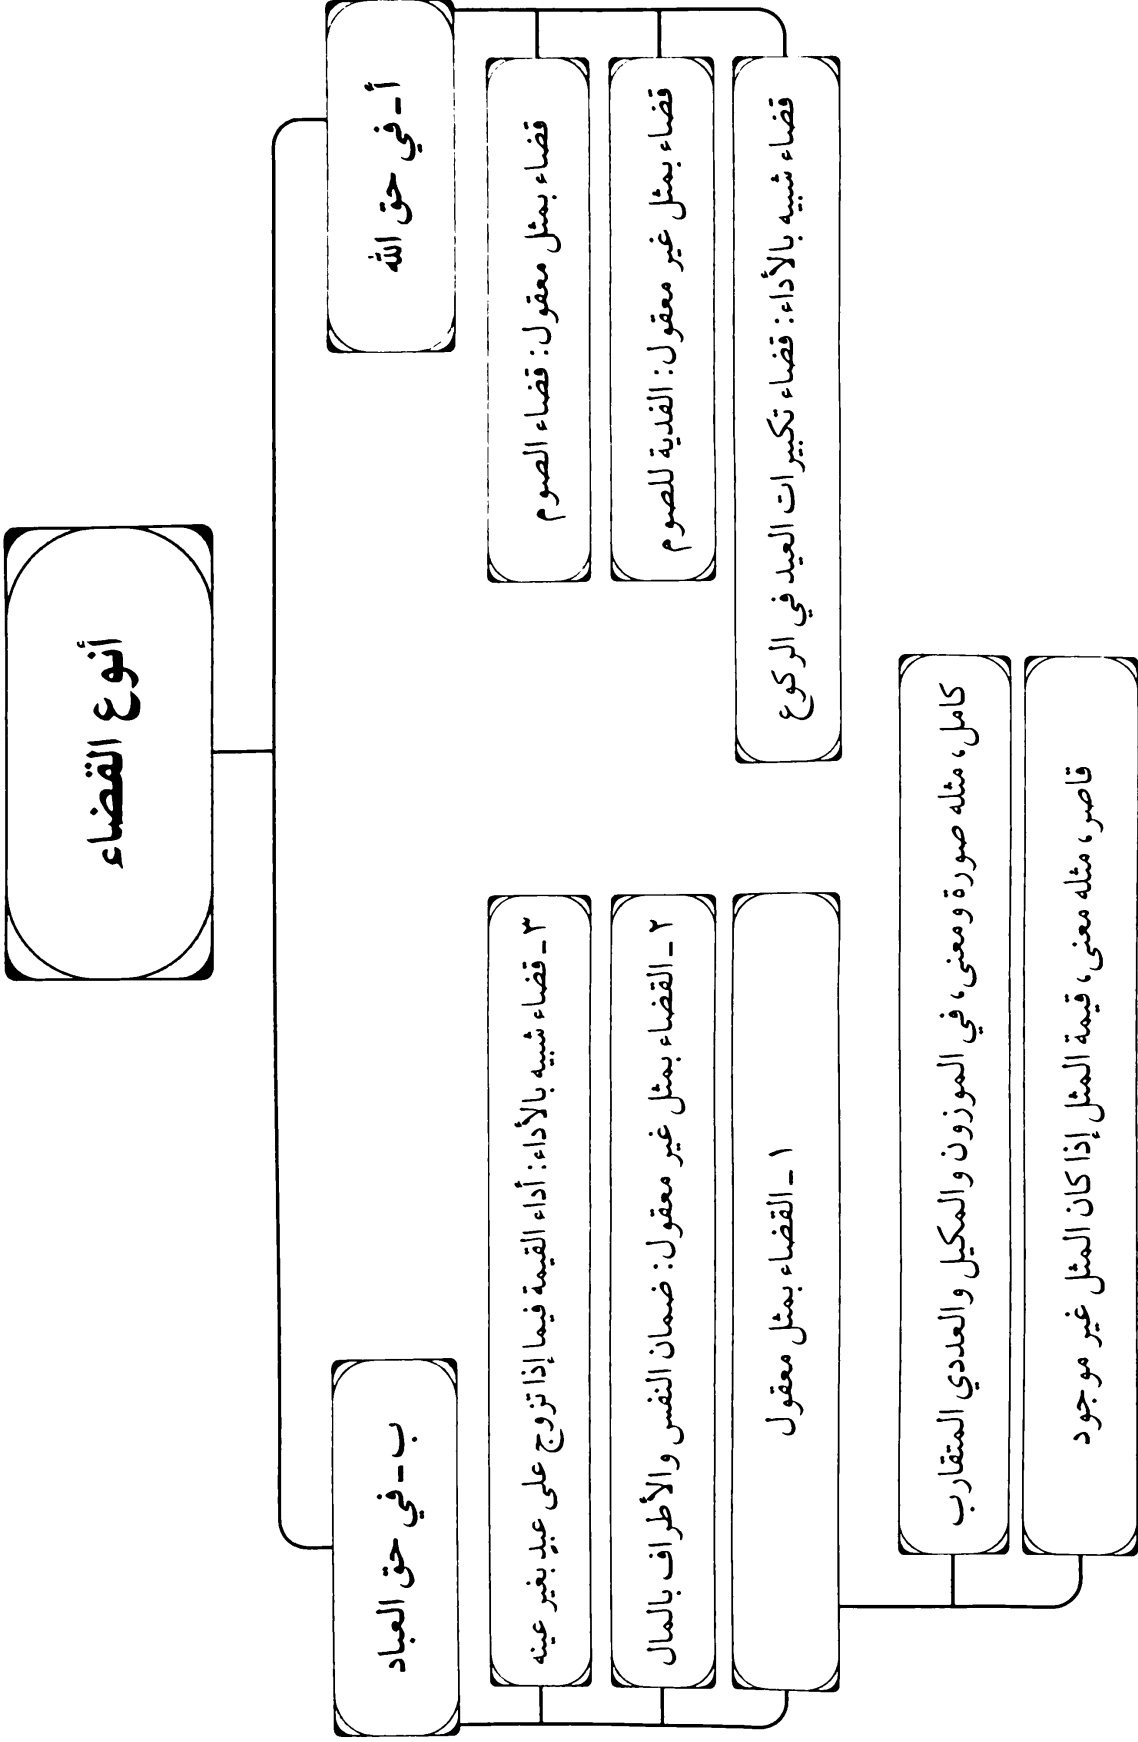 أنوع القضاء
أ ـ في حق الله
قضاء بمثل معقول: قضاء الصوم
قضاء بمثل غير معقول: الفدية للصوم
قضاء شبيه بالأداء: قضاء تكبيرات العيد في الركوع
ب ـ في حق العباد
٣ ـ قضاء شبيه بالأداء: أداء القيمة فيما إذا تزوج على عبدٍ بغير عينه
٢ ـ القضاء بمثل غير معقول: ضمان النفس والأطراف بالمال
١ ـ القضاء بمثل معقول
كامل، مثله صورة ومعنى، في الموزون والمكيل والعددي المتقارب
قاصر، مثله معنى، قيمة المثل إذا كان المثل غير موجود